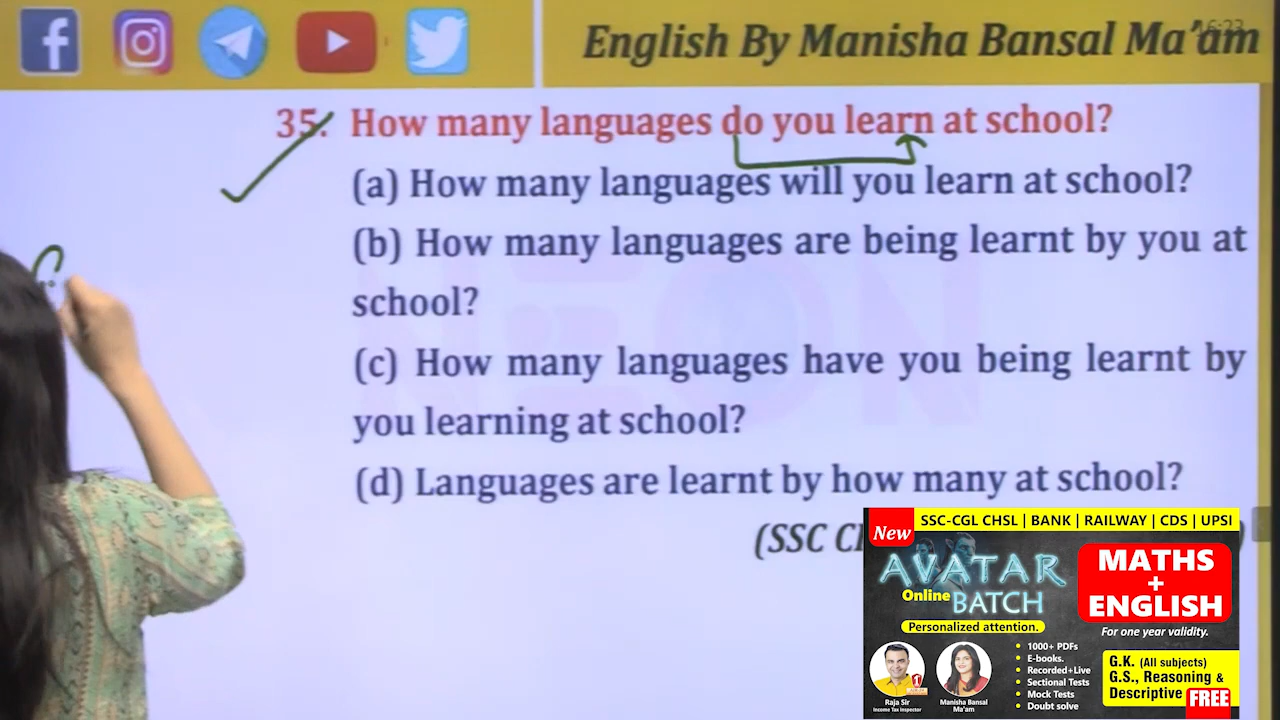 English By Manisha Bansal Ma'am
16:23
35. How many languages do you learn at school?
(a) How many languages will you learn at school?
(b) How many languages are being learnt by you at
school?
(c) How many languages have you being learnt by
you learning at school?
(d) Languages are learnt by how many at school?
(SSC
New
SSC-CGL CHSL | BANK | RAILWAY | CDS | UPSI
AVATAR
Online BATCH
Personalized attention.
MATHS
+
ENGLISH
For one year validity.
1000+ PDFs
E-books.
Recorded+Live
Sectional Tests
Mock Tests
Doubt solve
G.K. (All subjects)
G.S., Reasoning &
Descriptive FREE
Raja Sir
Income Tax Inspector
Manisha Bansal
Ma'am